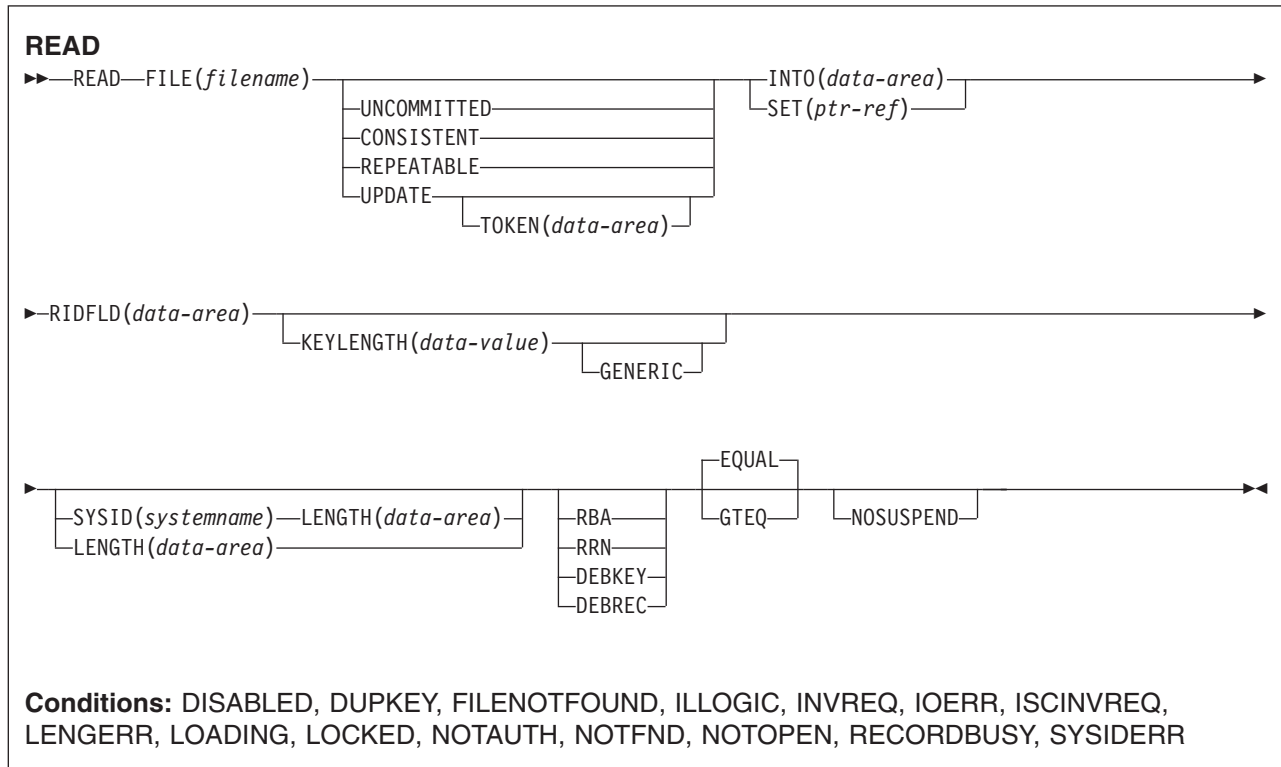 READ
READ FILE(filename) INTO(data-area)
UNCOMMITTED SET(ptr-ref)
CONSISTENT
REPEATABLE
UPDATE
TOKEN(data-area)
RIDFLD(data-area)
KEYLENGTH(data-value)
GENERIC
EQUAL
SYSID(systemname) LENGTH(data-area) RBA GTEQ NOSUSPEND
LENGTH(data-area) RRN
DEBKEY
DEBREC
Conditions: DISABLED, DUPKEY, FILENOTFOUND, ILLOGIC, INVREQ, IOERR, ISCINVREQ,
LENGERR, LOADING, LOCKED, NOTAUTH, NOTFND, NOTOPEN, RECORDBUSY, SYSIDERR